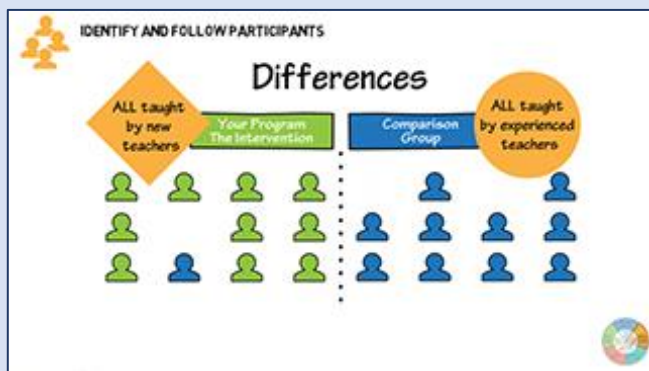 IDENTIFY AND FOLLOW PARTICIPANTS
Differences
ALL taught
by new
teachers
Your Program
The Intervention
Comparison
Group
ALL taught
by experienced
teachers